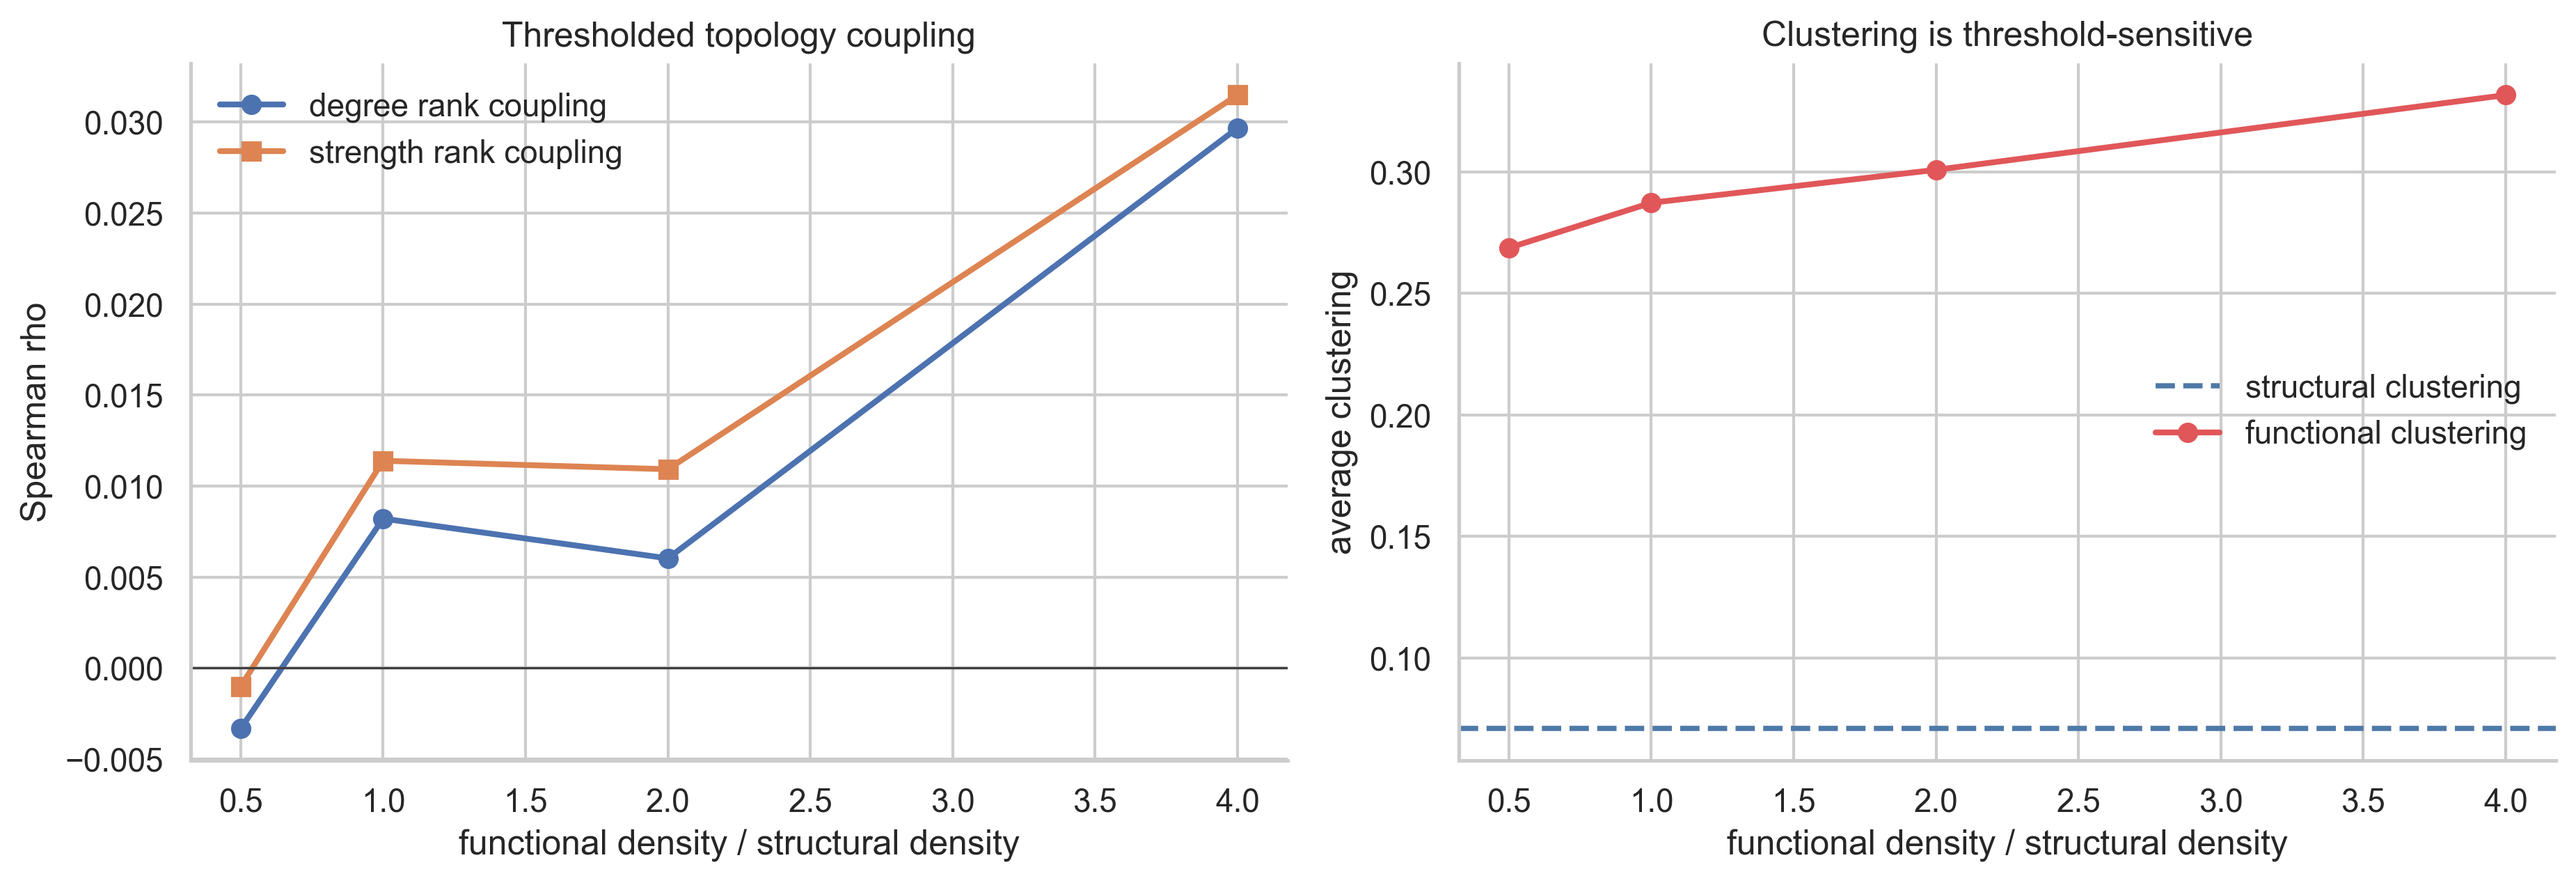 Thresholded topology coupling
degree rank coupling
strength rank coupling
0.030
0.025
0.020
0.015
0.010
0.005
0.000
−0.005
Spearman rho
0.5 1.0 1.5 2.0 2.5 3.0 3.5 4.0
functional density / structural density
Clustering is threshold-sensitive
0.30
0.25
0.20
0.15
0.10
average clustering
structural clustering
functional clustering
0.5 1.0 1.5 2.0 2.5 3.0 3.5 4.0
functional density / structural density